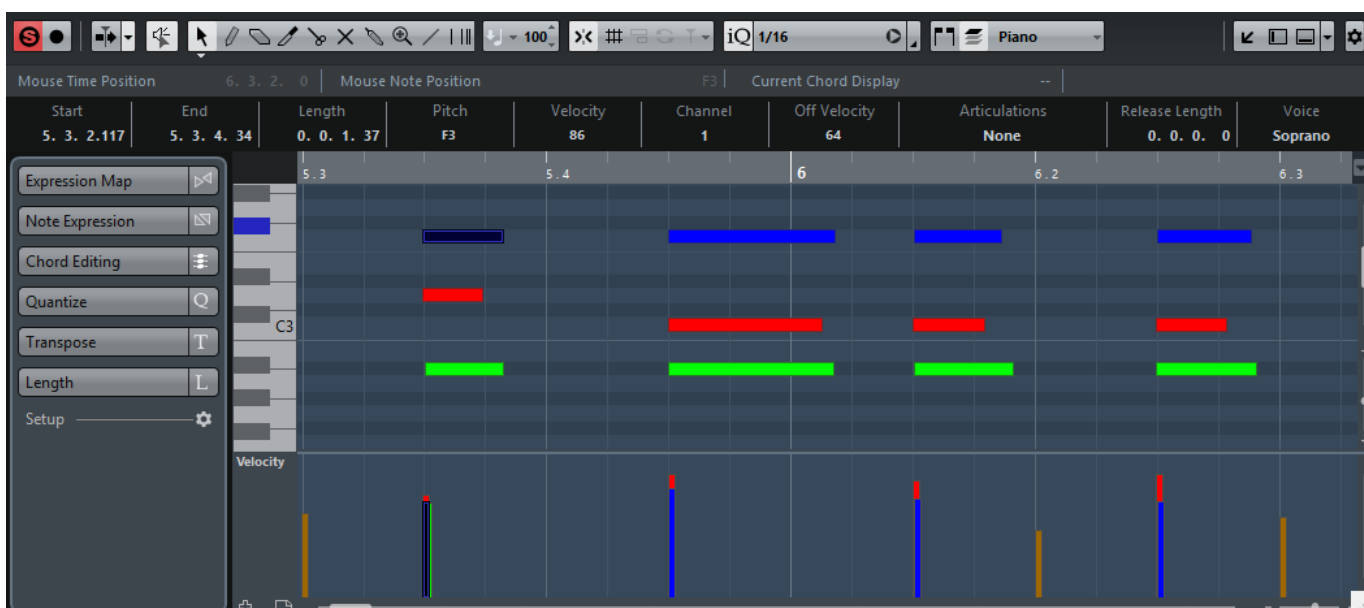 S 100 iQ 1/16 Piano
Mouse Time Position 6. 3. 2. 0 Mouse Note Position F3 Current Chord Display --
Start End Length Pitch Velocity Channel Off Velocity Articulations Release Length Voice
5. 3. 2.117 5. 3. 4. 34 0. 0. 1. 37 F3 86 1 64 None 0. 0. 0. 0 Soprano
5.3 5.4 6 6.2 6.3
Expression Map
Note Expression
Chord Editing
Quantize Q
C3
Transpose T
Length L
Setup
Velocity